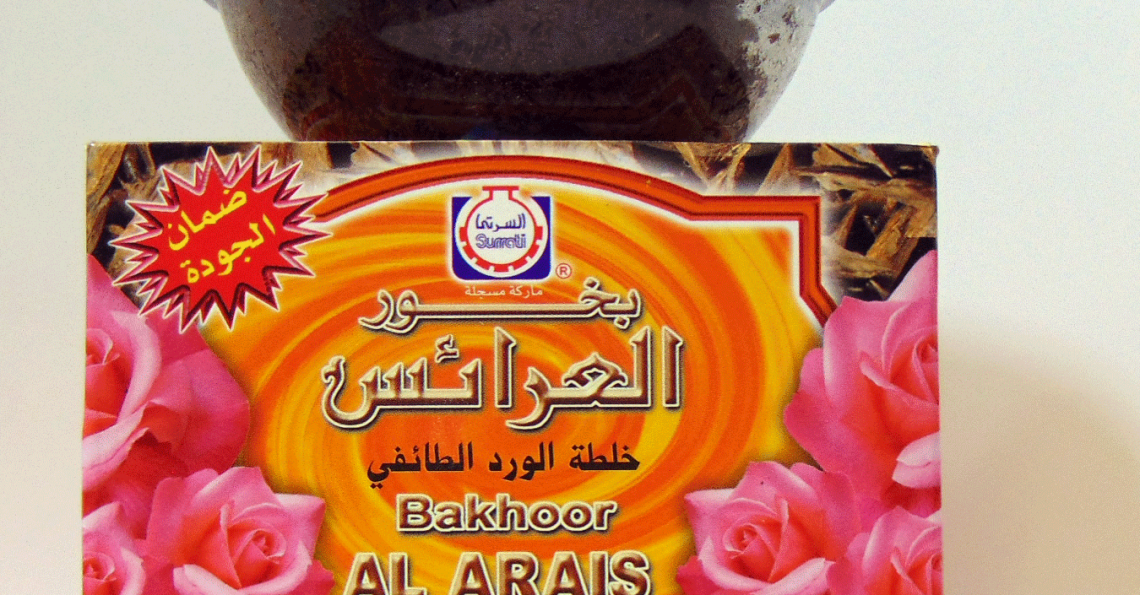 ضمان
الجودة
السرتي
Surrati
®
ماركة مسجلة
بخور
العرائس
خلطة الورد الطائفي
Bakhoor
AL ARAIS